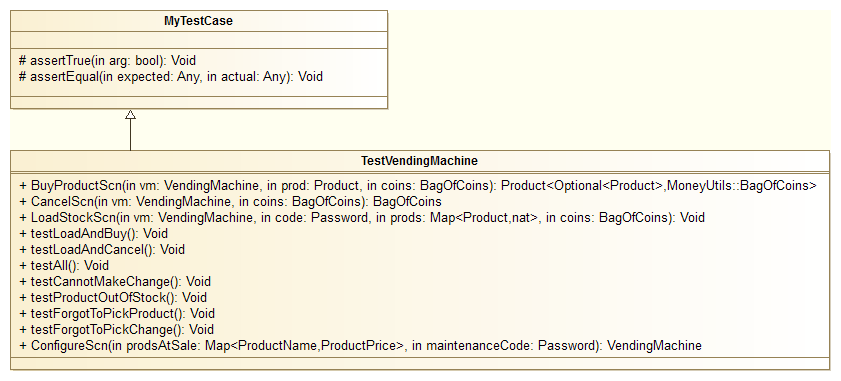 MyTestCase
# assertTrue(in arg: bool): Void
# assertEqual(in expected: Any, in actual: Any): Void
TestVendingMachine
+ BuyProductScn(in vm: VendingMachine, in prod: Product, in coins: BagOfCoins): Product<Optional<Product>,MoneyUtils::BagOfCoins>
+ CancelScn(in vm: VendingMachine, in coins: BagOfCoins): BagOfCoins
+ LoadStockScn(in vm: VendingMachine, in code: Password, in prods: Map<Product,nat>, in coins: BagOfCoins): Void
+ testLoadAndBuy(): Void
+ testLoadAndCancel(): Void
+ testAll(): Void
+ testCannotMakeChange(): Void
+ testProductOutOfStock(): Void
+ testForgotToPickProduct(): Void
+ testForgotToPickChange(): Void
+ ConfigureScn(in prodsAtSale: Map<ProductName,ProductPrice>, in maintenanceCode: Password): VendingMachine